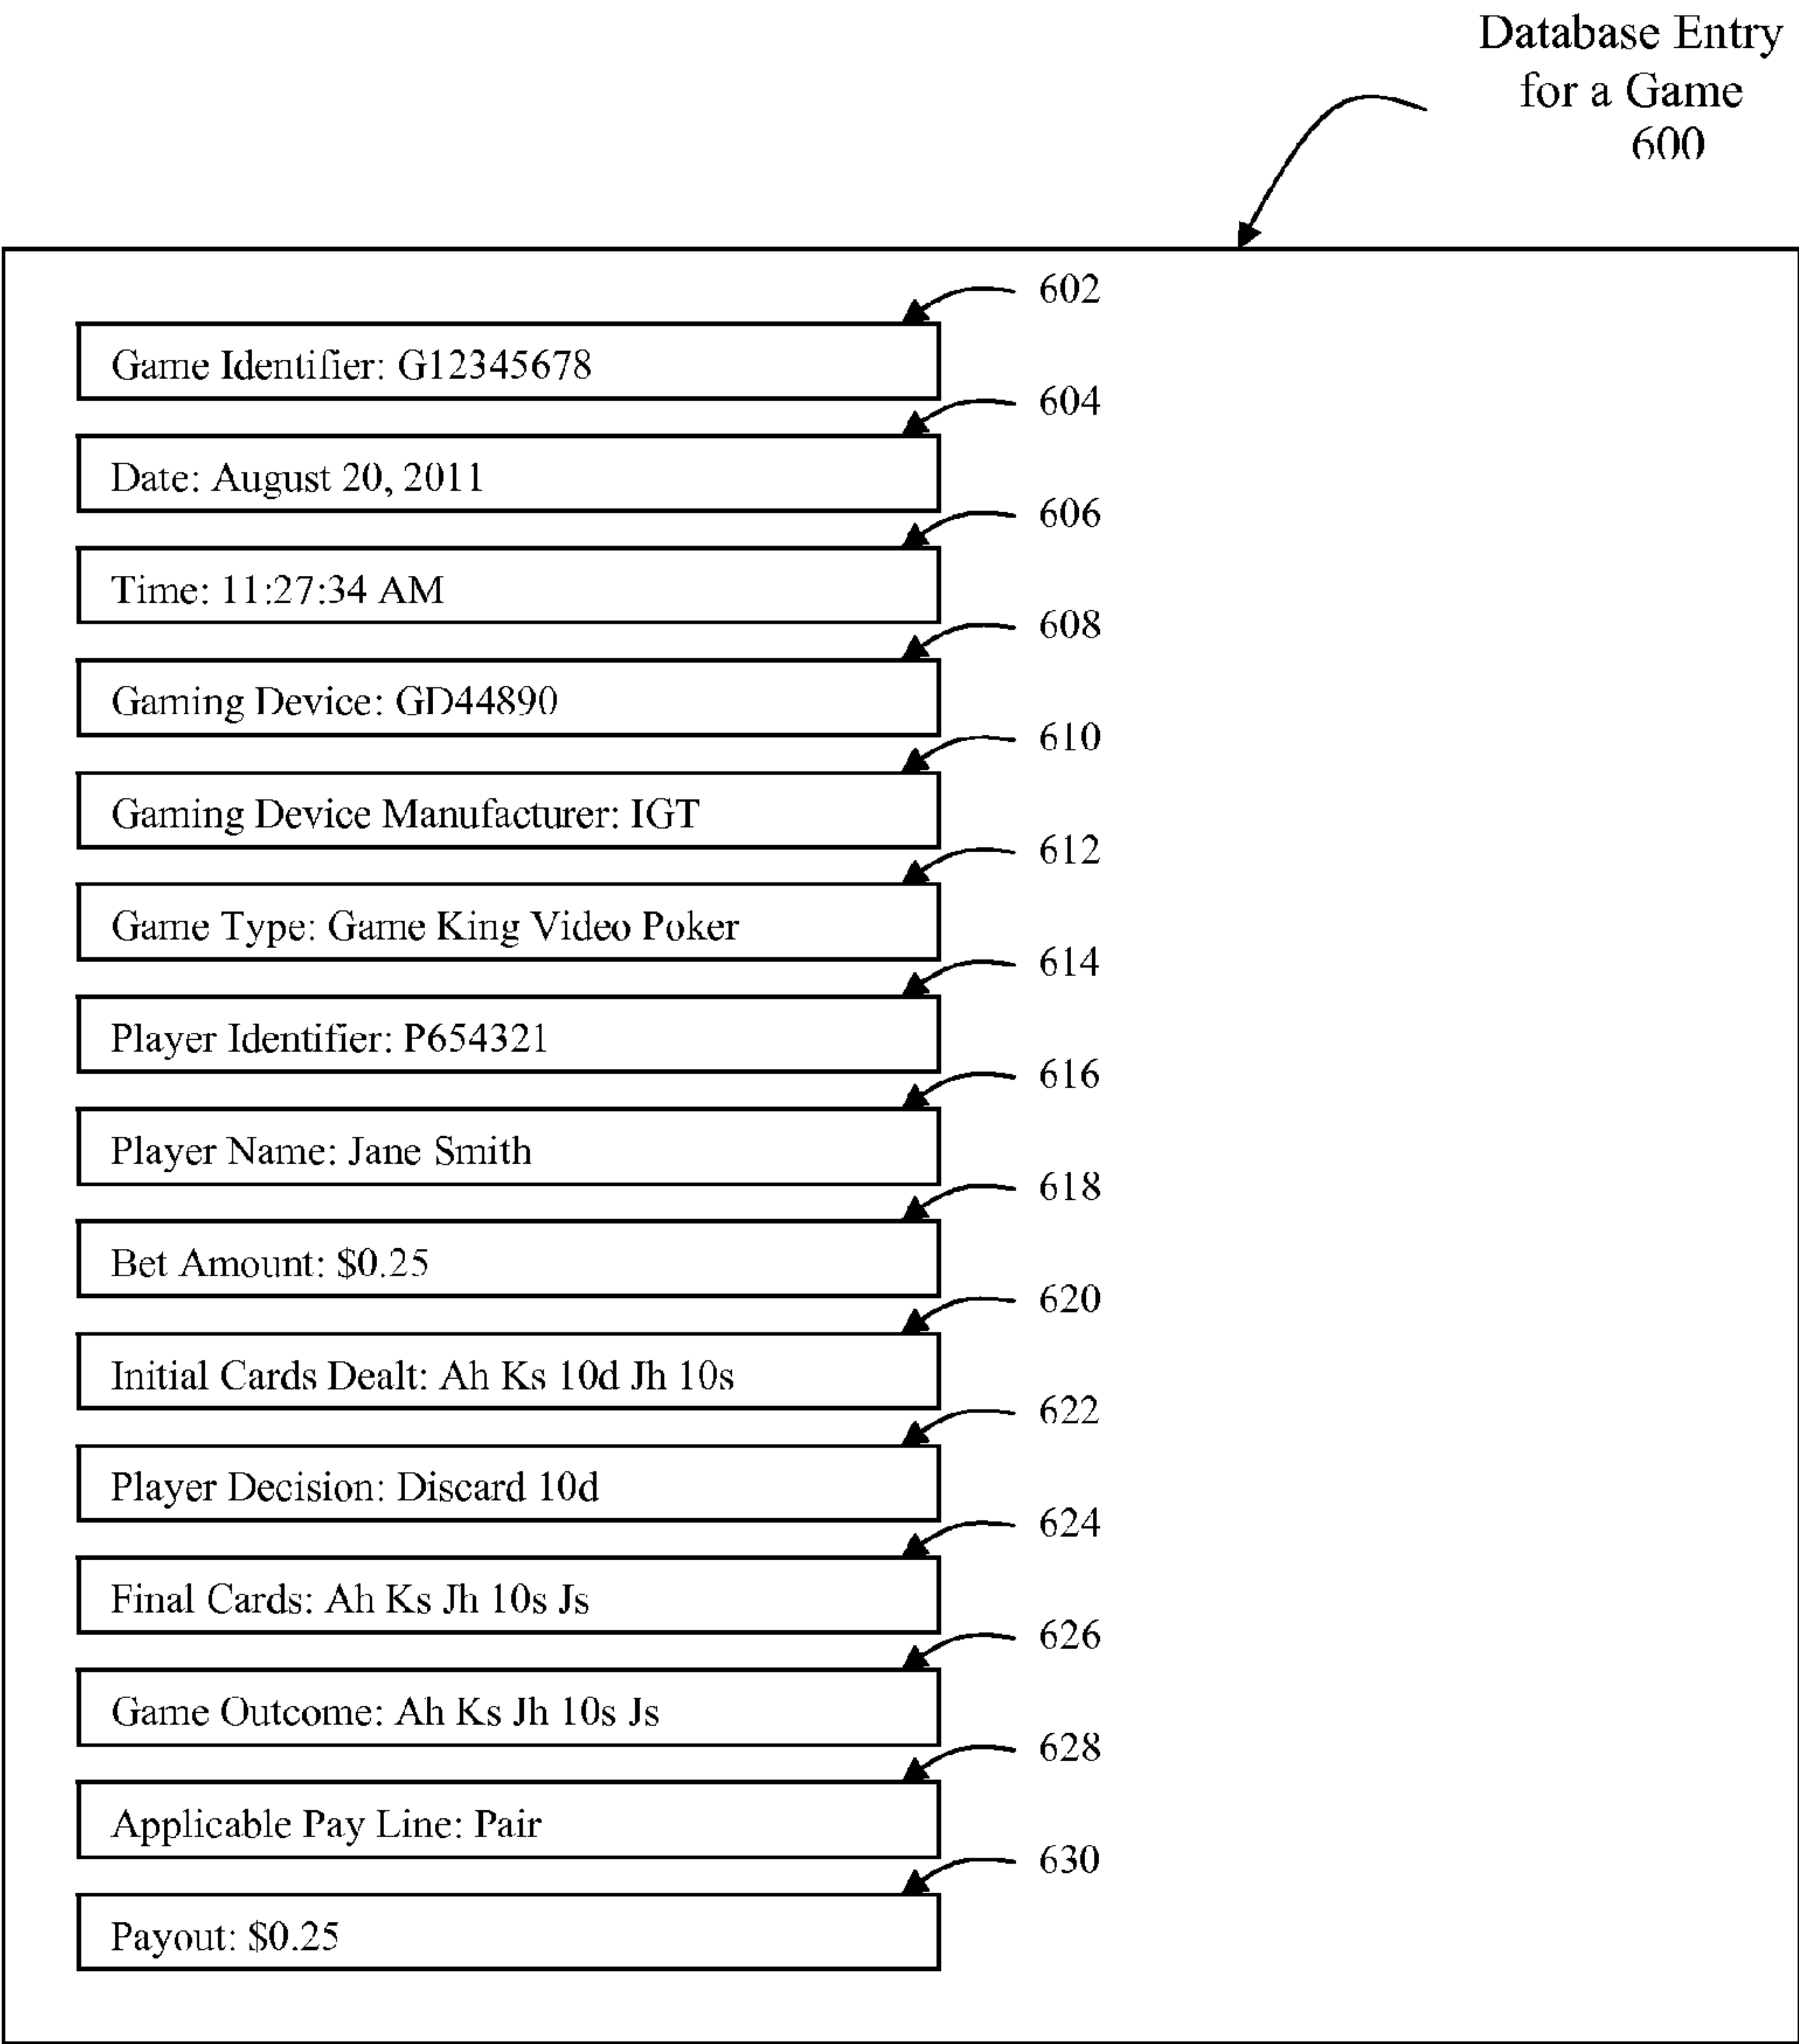 Database Entry
for a Game
600
602
Game Identifier: G12345678
604
Date: August 20, 2011
606
Time: 11:27:34 AM
608
Gaming Device: GD44890
610
Gaming Device Manufacturer: IGT
612
Game Type: Game King Video Poker
614
Player Identifier: P654321
616
Player Name: Jane Smith
618
Bet Amount: $0.25
620
Initial Cards Dealt: Ah Ks 10d Jh 10s
622
Player Decision: Discard 10d
624
Final Cards: Ah Ks Jh 10s Js
626
Game Outcome: Ah Ks Jh 10s Js
628
Applicable Pay Line: Pair
630
Payout: $0.25